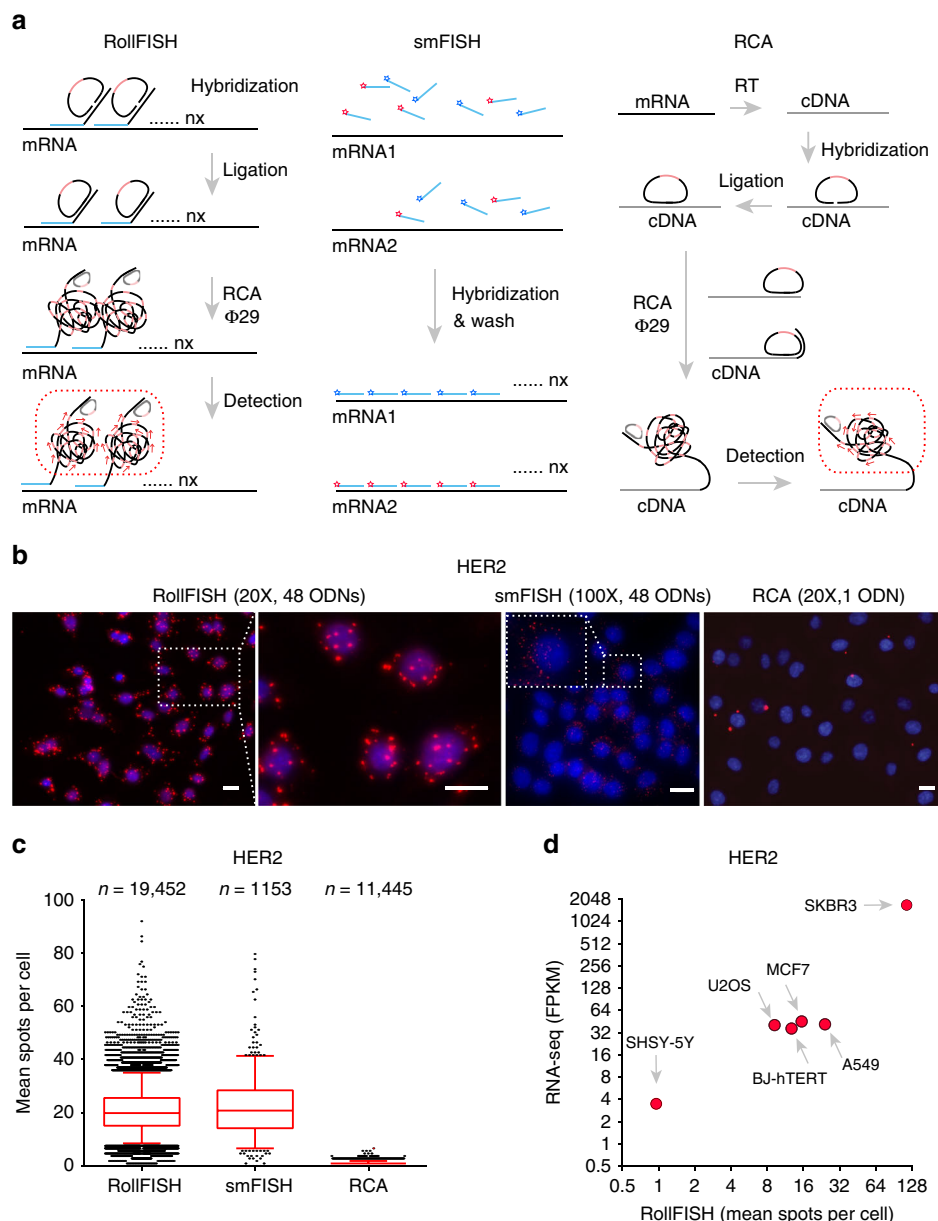 a
RollFISH
Hybridization
...... nx
mRNA
Ligation
...... nx
mRNA
RCA
Φ29
...... nx
mRNA
Detection
...... nx
mRNA
smFISH
mRNA1
mRNA2
Hybridization
& wash
...... nx
mRNA1
...... nx
mRNA2
RCA
mRNA
RT
cDNA
Hybridization
Ligation
cDNA
cDNA
RCA
Φ29
cDNA
Detection
cDNA
cDNA
b
HER2
RollFISH (20X, 48 ODNs)
smFISH (100X, 48 ODNs)
RCA (20X,1 ODN)
c
HER2
n = 19,452
n = 1153
n = 11,445
Mean spots per cell
100
80
60
40
20
0
RollFISH
smFISH
RCA
d
HER2
RNA-seq (FPKM)
2048
1024
512
256
128
64
32
16
8
4
2
1
0.5
SKBR3
MCF7
U2OS
SHSY-5Y
BJ-hTERT
A549
0.5
1
2
4
8
16
32
64
128
RollFISH (mean spots per cell)